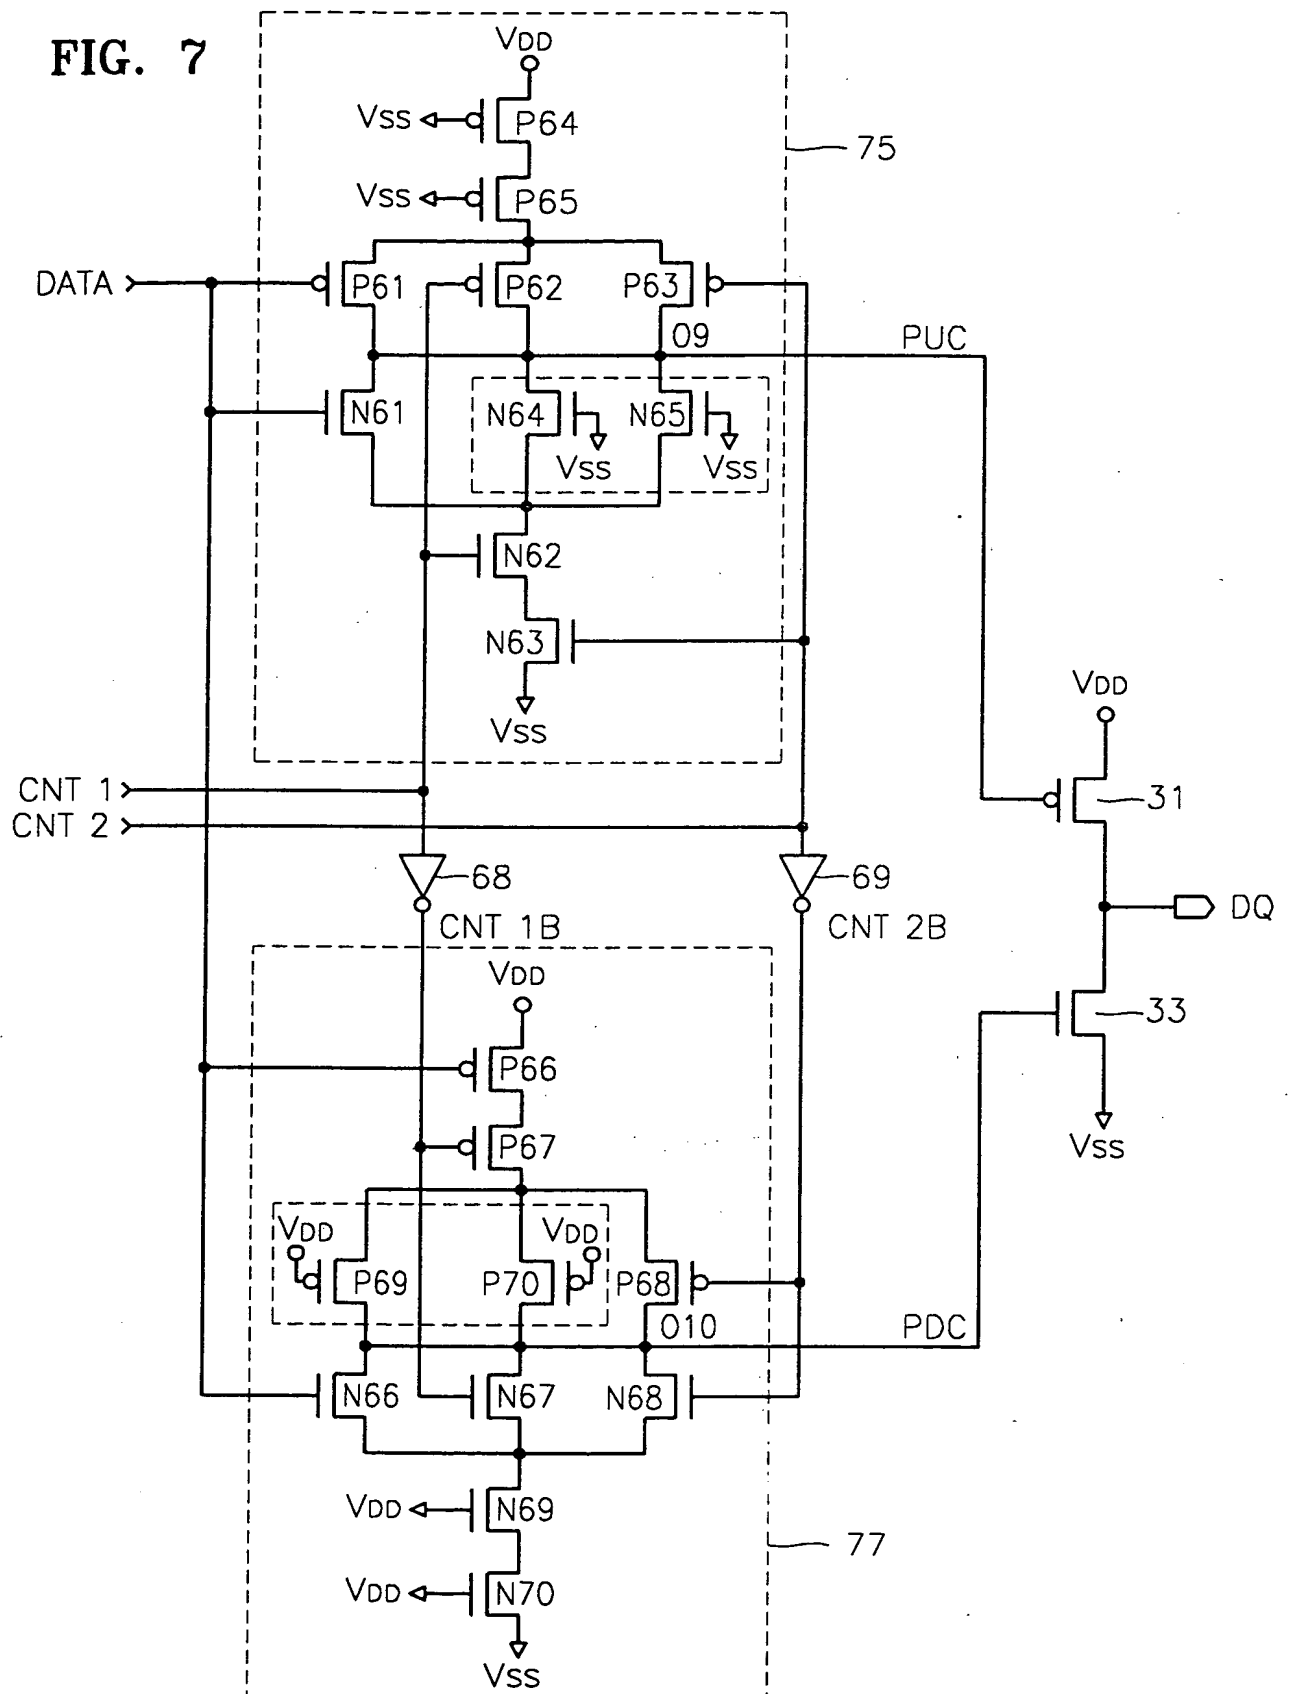 FIG. 7
VDD
VSS
P64
75
VSS
P65
DATA
P61
P62
P63
O9
PUC
N61
N64
N65
VSS
VSS
N62
N63
VSS
VDD
CNT 1
31
CNT 2
68
69
CNT 1B
CNT 2B
DQ
VDD
33
P66
VSS
P67
VDD
VDD
P69
P70
P68
O10
PDC
N66
N67
N68
VDD
N69
77
VDD
N70
VSS